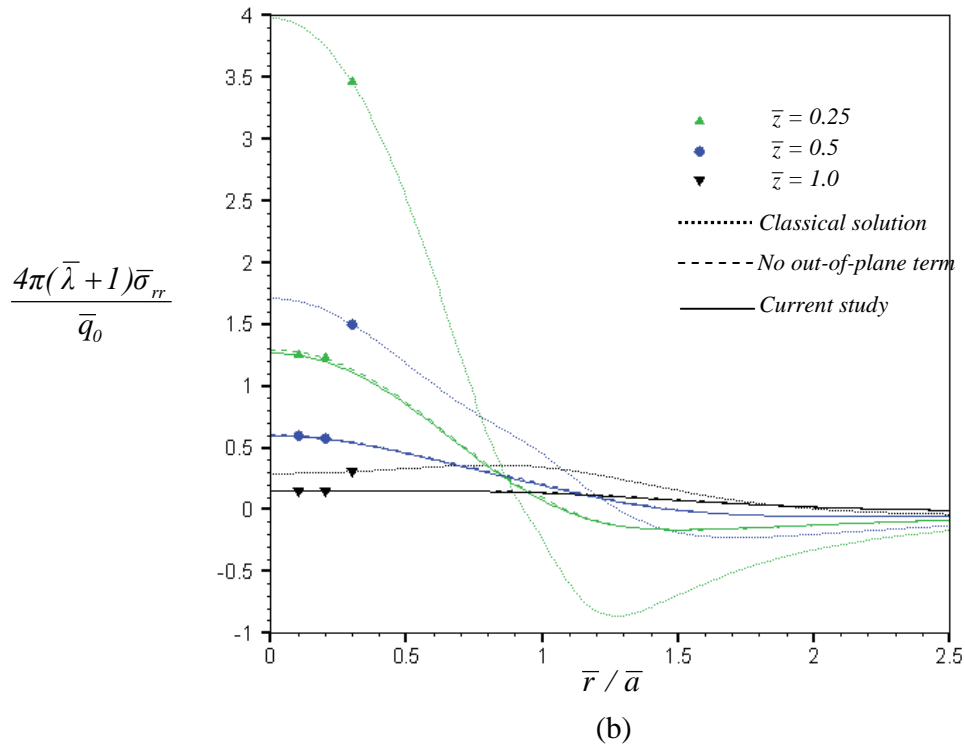 4
3.5
3
2.5
2
1.5
1
0.5
0
-0.5
-1
4π(λ̄+1)σ̄rr
q̄0
z̄ = 0.25
z̄ = 0.5
z̄ = 1.0
Classical solution
No out-of-plane term
Current study
0 0.5 1 1.5 2 2.5
r̄ / ā
(b)